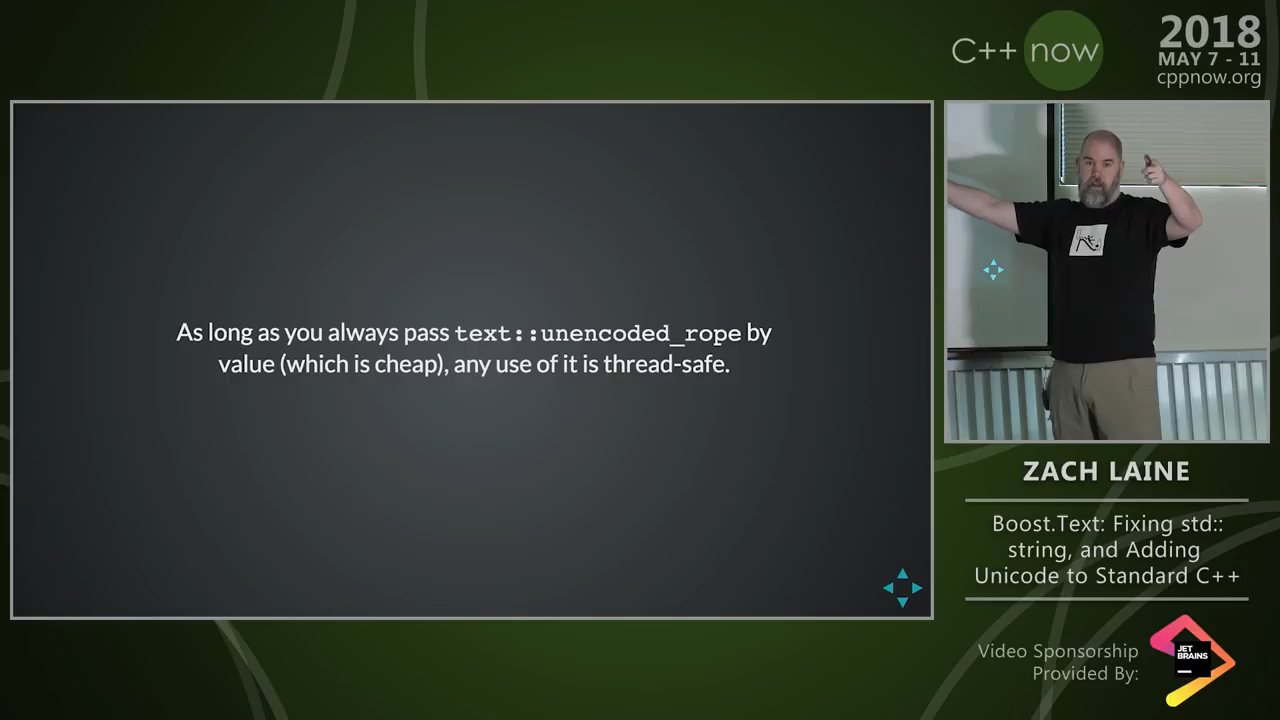 C++ now
2018
MAY 7 - 11
cppnow.org
As long as you always pass text::unencoded_rope by
value (which is cheap), any use of it is thread-safe.
ZACH LAINE
Boost.Text: Fixing std::
string, and Adding
Unicode to Standard C++
Video Sponsorship
Provided By:
JET
BRAINS